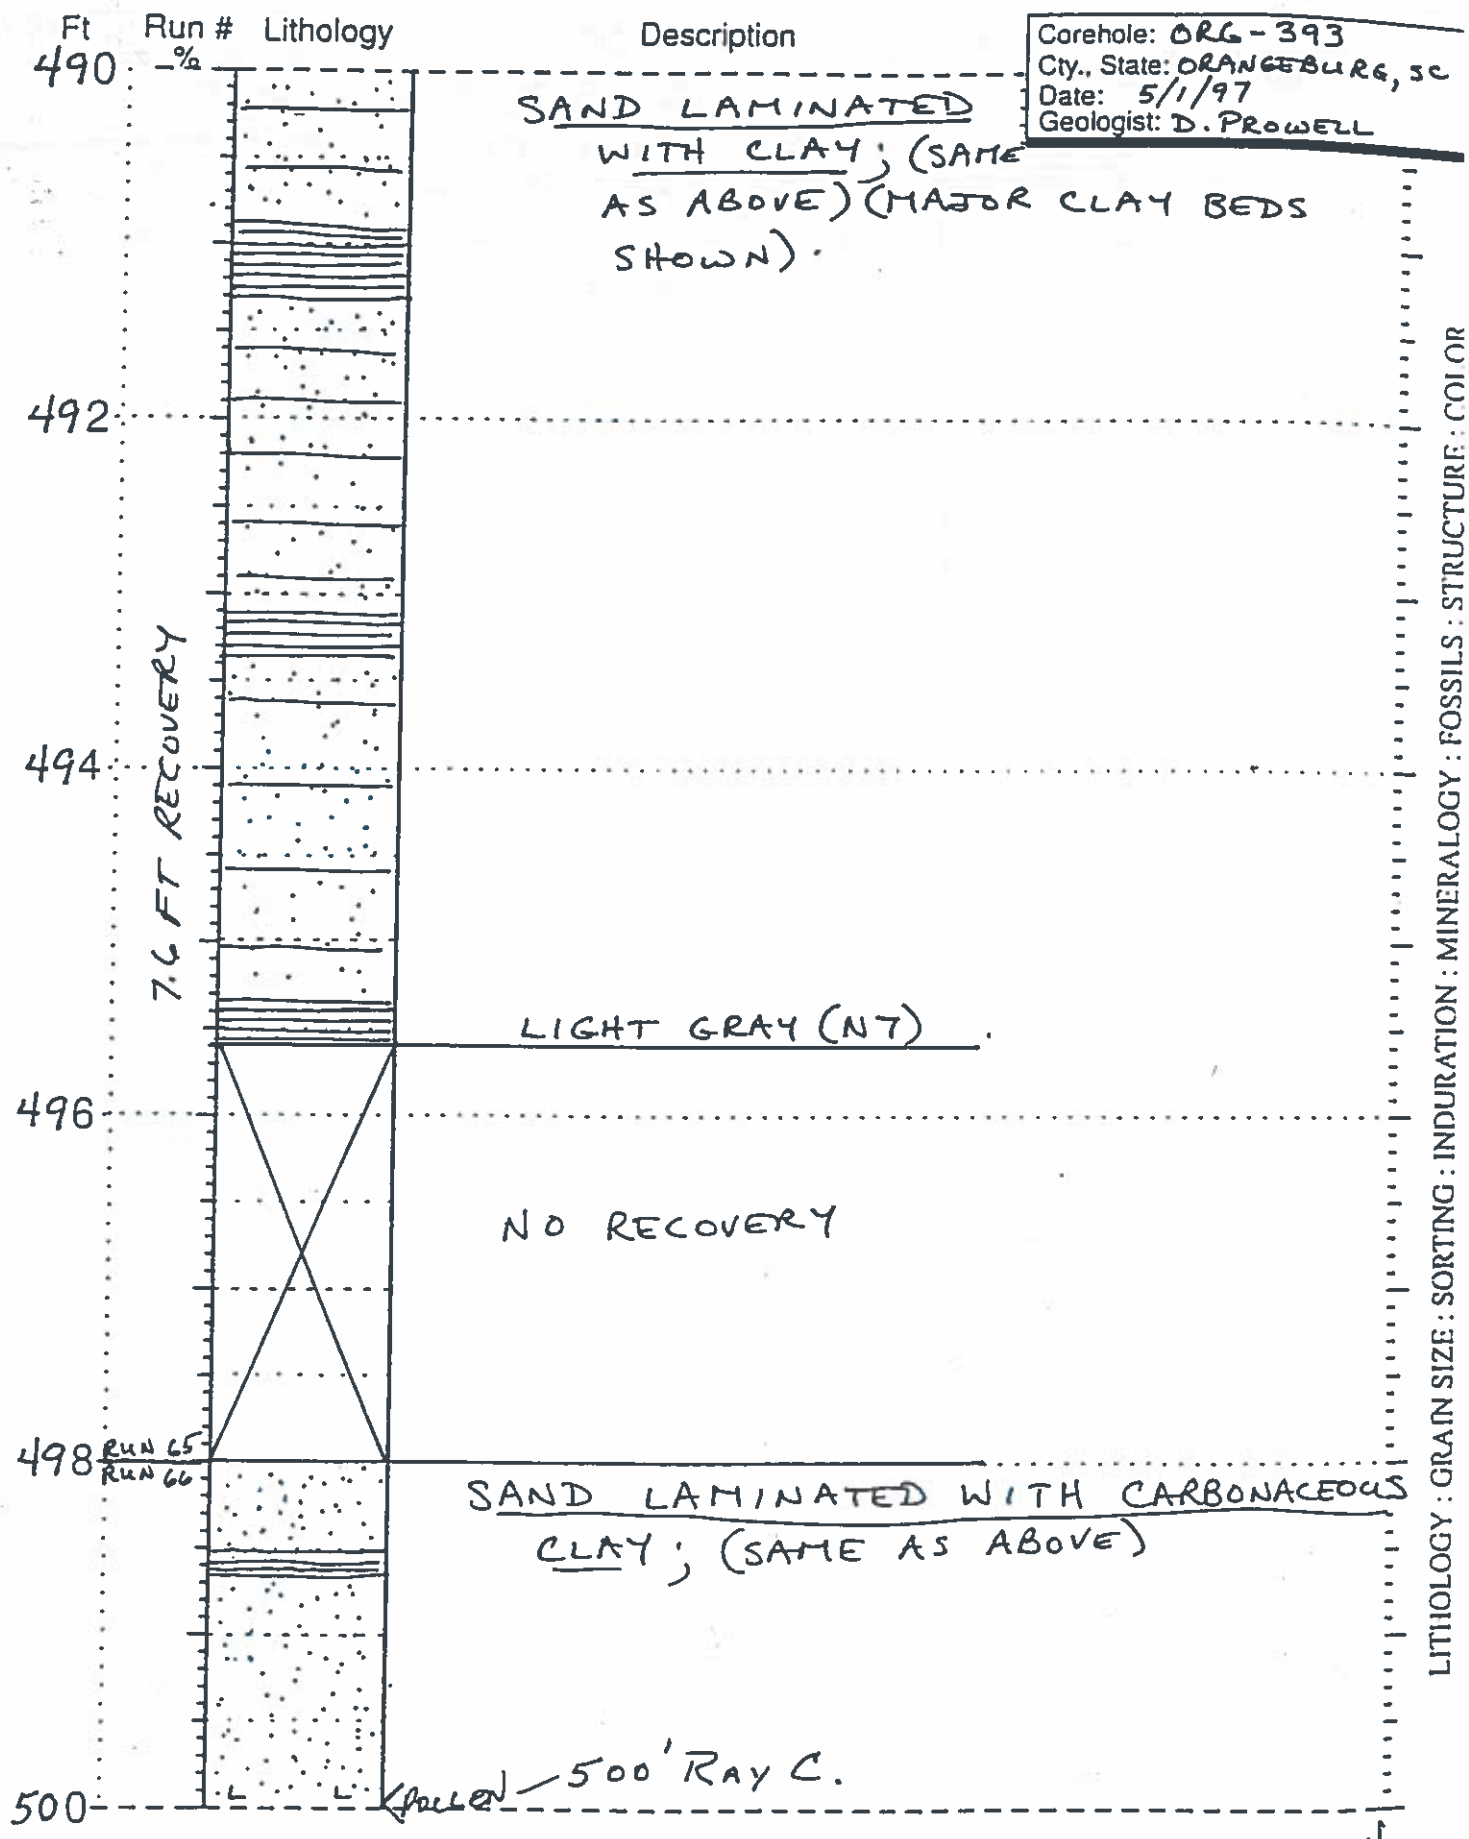 Ft Run # Lithology Description
-%
Corehole: ORG-393
Cty., State: ORANGEBURG, SC
Date: 5/1/97
Geologist: D. PROWELL
490
SAND LAMINATED
WITH CLAY; (SAME
AS ABOVE) (MAJOR CLAY BEDS
SHOWN).
492
7.6 FT RECOVERY
494
LIGHT GRAY (N7)
496
NO RECOVERY
498
RUN 65
RUN 66
SAND LAMINATED WITH CARBONACEOUS
CLAY; (SAME AS ABOVE)
L L
POLLEN 500' RAY C.
500
LITHOLOGY : GRAIN SIZE : SORTING : INDURATION : MINERALOGY : FOSSILS : STRUCTURE : COLOR